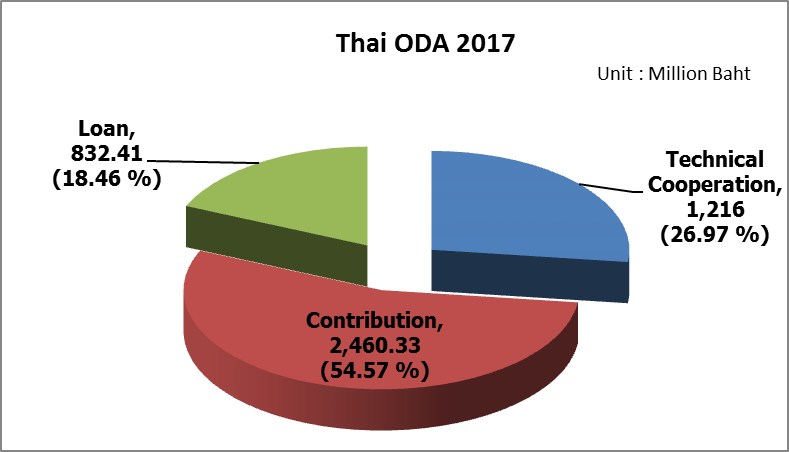 Thai ODA 2017
Unit : Million Baht
Loan,
832.41
(18.46 %)
Technical
Cooperation,
1,216
(26.97 %)
Contribution,
2,460.33
(54.57 %)